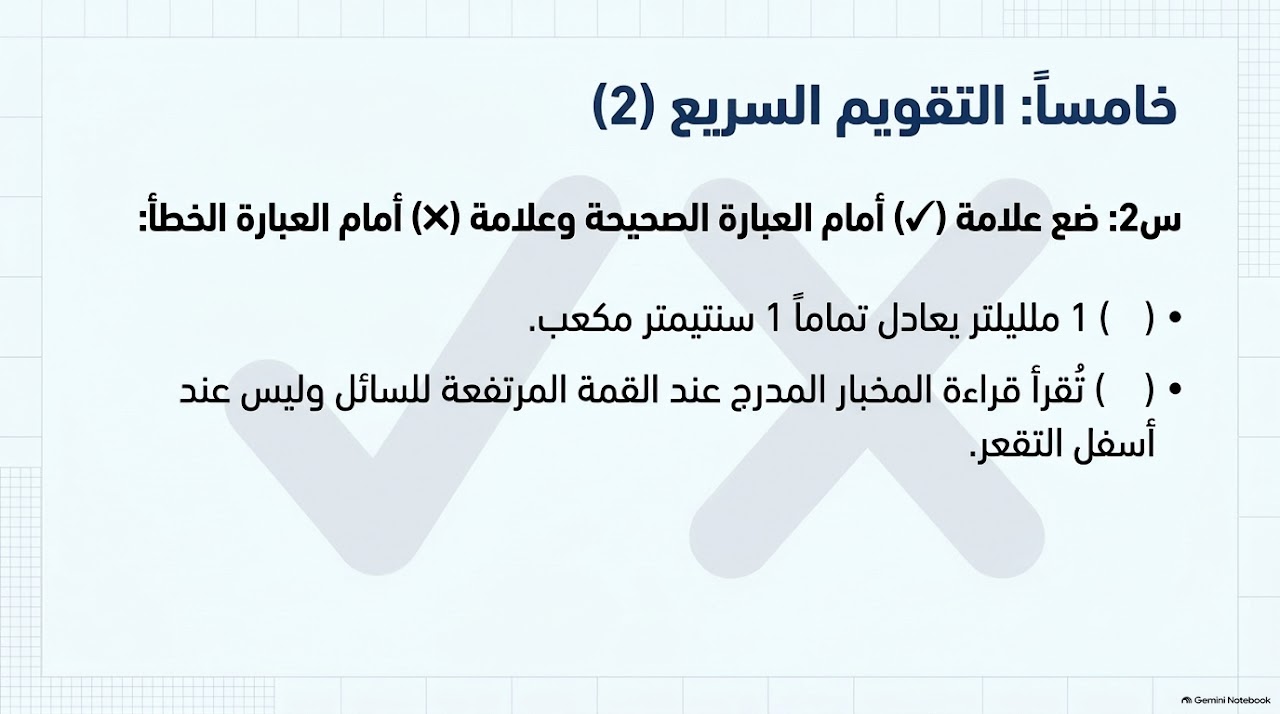 خامساً: التقويم السريع (2)
س2: ضع علامة (✓) أمام العبارة الصحيحة وعلامة (✗) أمام العبارة الخطأ:
• ( ) 1 ملليلتر يعادل تماماً 1 سنتيمتر مكعب.
• ( ) تُقرأ قراءة المخبار المدرج عند القمة المرتفعة للسائل وليس عند
أسفل التقعر.
Gemini Notebook